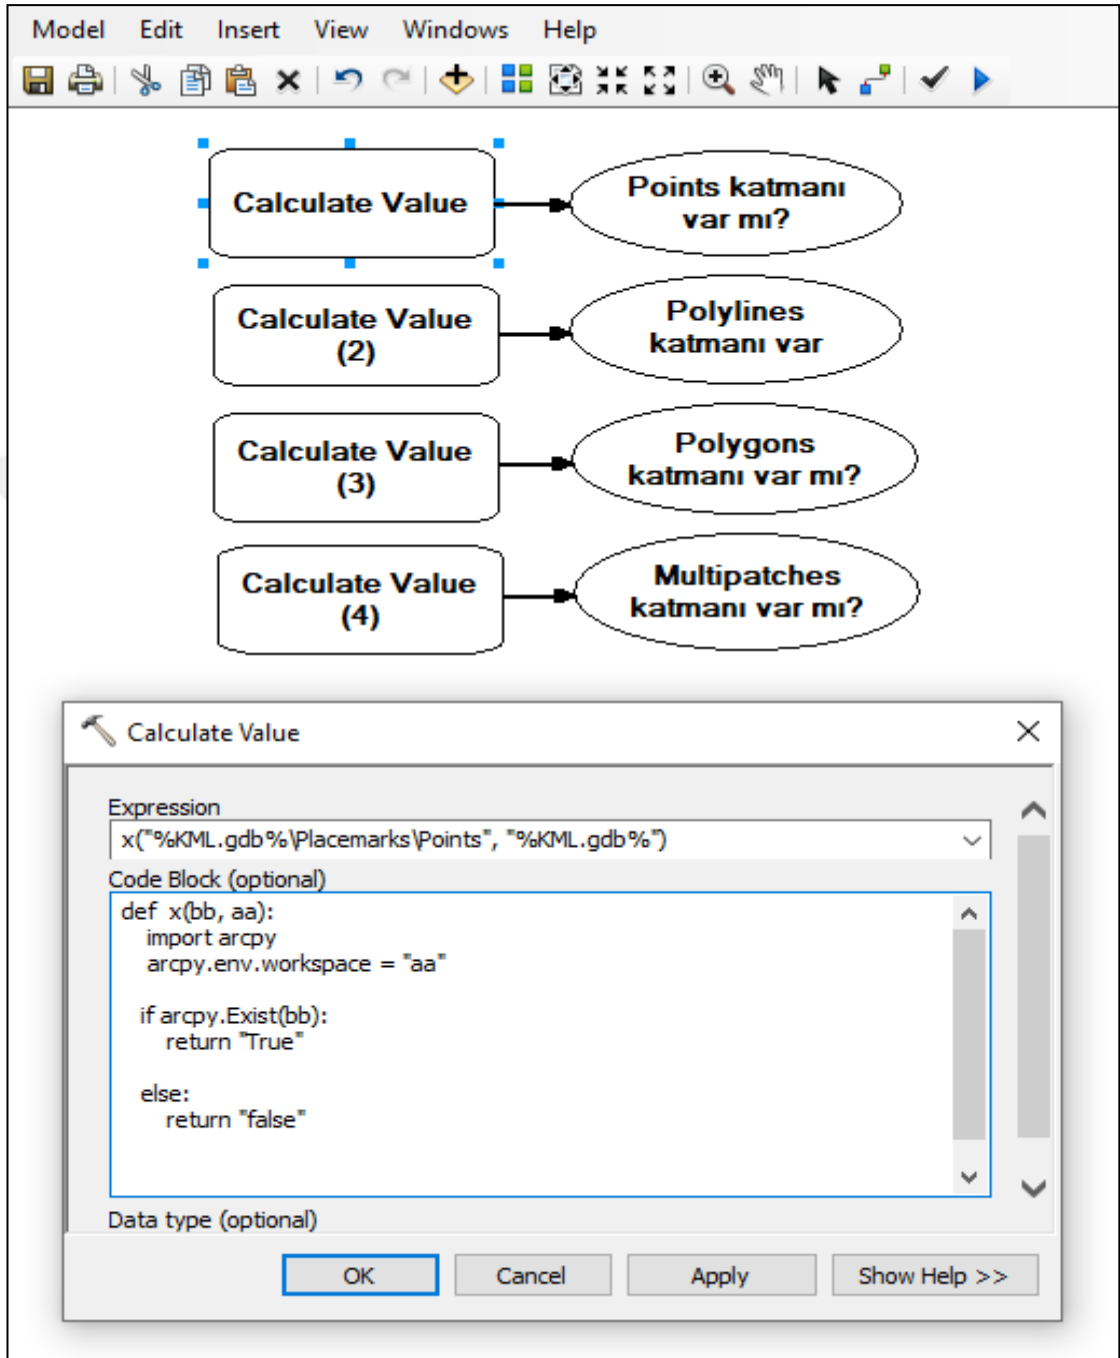 Model Edit Insert View Windows Help
Calculate Value
Points katmanı
var mı?
Calculate Value
(2)
Polylines
katmanı var
Calculate Value
(3)
Polygons
katmanı var mı?
Calculate Value
(4)
Multipatches
katmanı var mı?
Calculate Value
Expression
x("%KML.gdb%\Placemarks\Points", "%KML.gdb%")
Code Block (optional)
def x(bb, aa):
import arcpy
arcpy.env.workspace = "aa"
if arcpy.Exist(bb):
return "True"
else:
return "false"
Data type (optional)
OK Cancel Apply Show Help >>